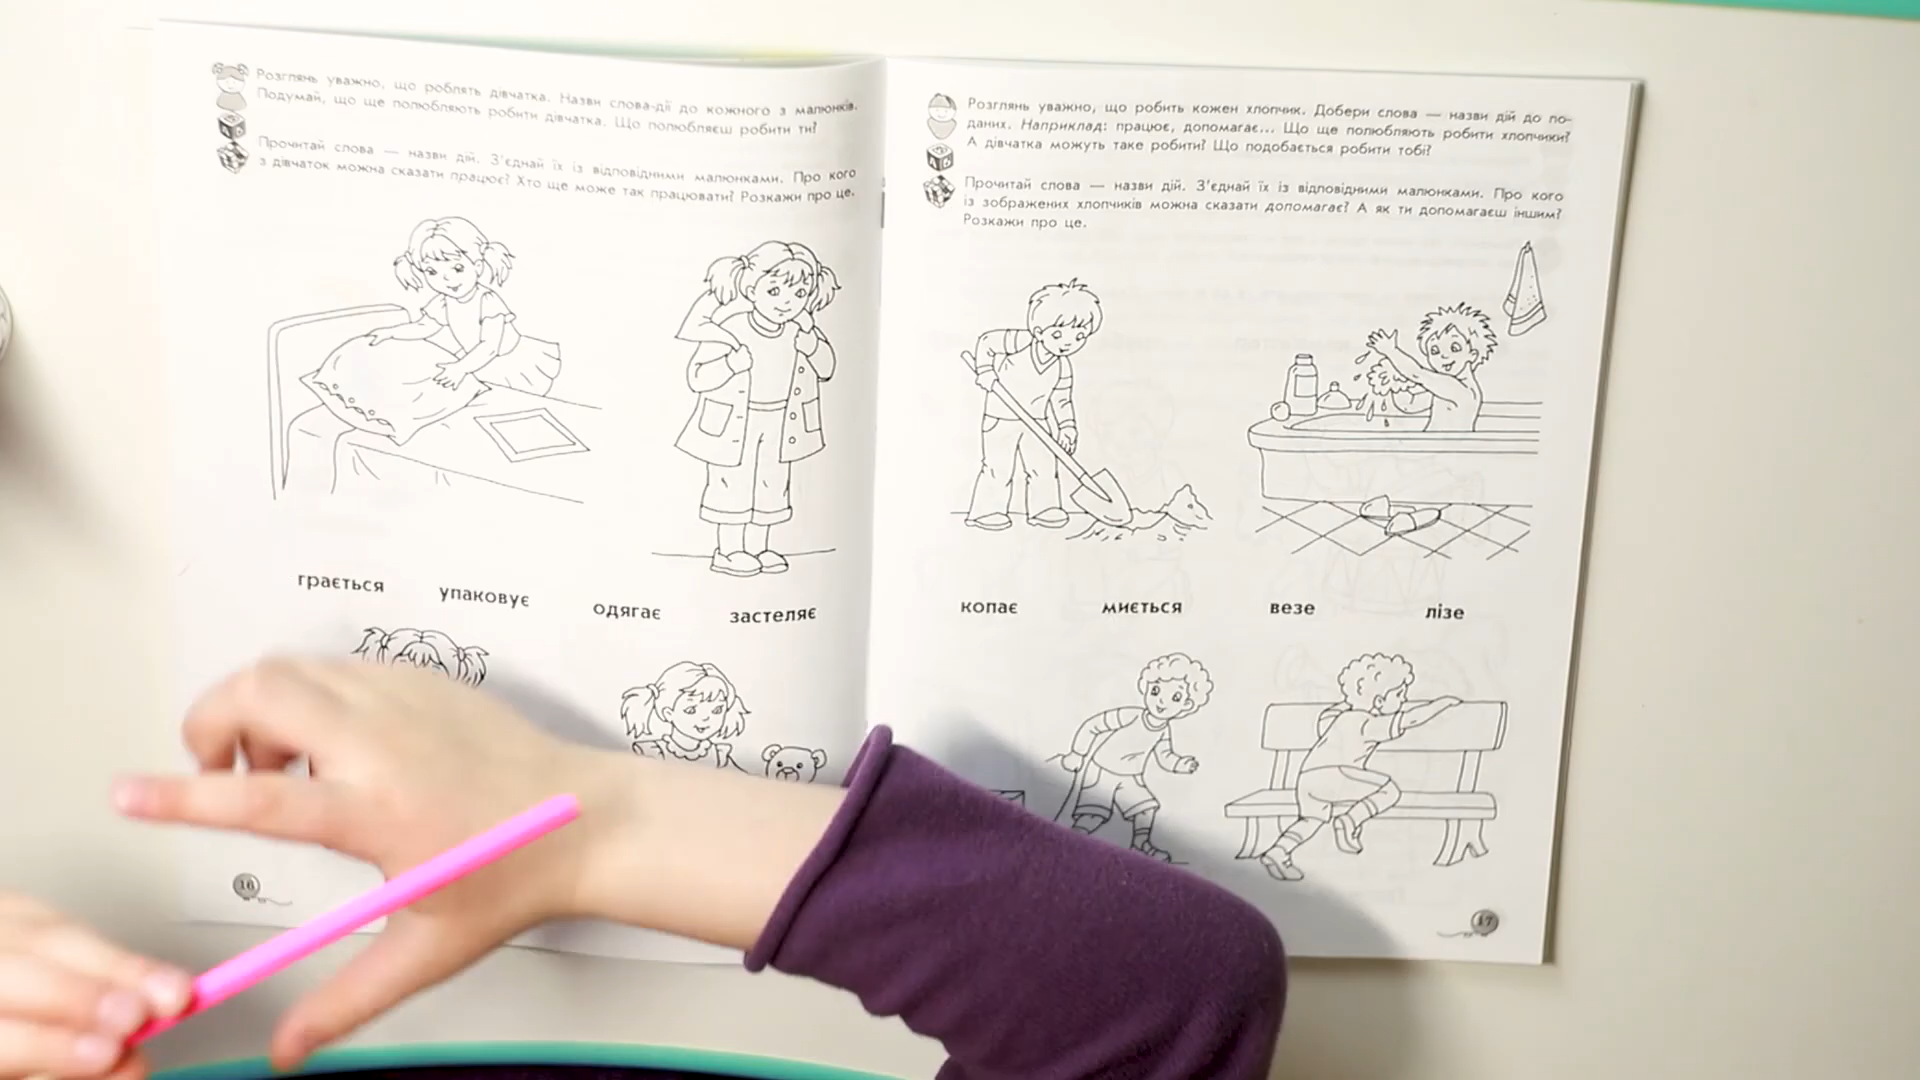 Розглянь уважно, що роблять дівчатка. Назви слова-дії до кожного з малюнків.
Подумай, що ще полюбляють робити дівчатка. Що полюбляєш робити ти?
Прочитай слова — назви дій. З'єднай їх із відповідними малюнками. Про кого
з дівчаток можна сказати працює? Хто ще може так працювати? Розкажи про це.
грається упаковує одягає застеляє
16
Розглянь уважно, що робить кожен хлопчик. Добери слова — назви дій до по-
даних. Наприклад: працює, допомагає... Що ще полюбляють робити хлопчики?
А дівчатка можуть таке робити? Що подобається робити тобі?
Прочитай слова — назви дій. З'єднай їх із відповідними малюнками. Про кого
із зображених хлопчиків можна сказати допомагає? А як ти допомагаєш іншим?
Розкажи про це.
копає миється везе лізе
17